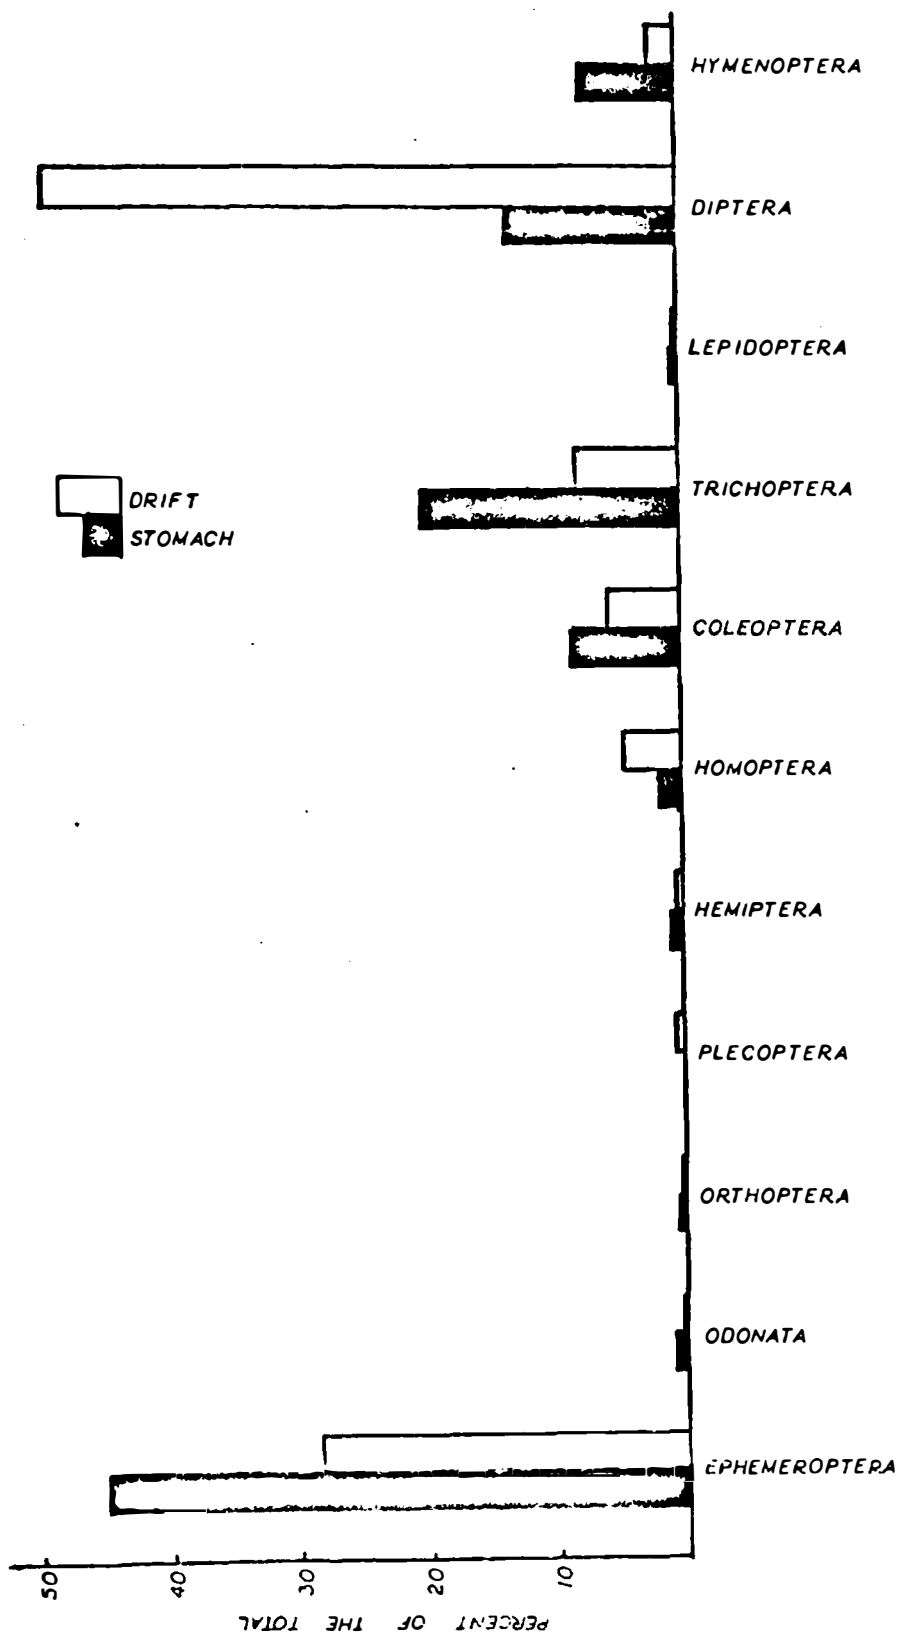 HYMENOPTERA
DIPTERA
LEPIDOPTERA
TRICHOPTERA
DRIFT
STOMACH
COLEOPTERA
HOMOPTERA
HEMIPTERA
PLECOPTERA
ORTHOPTERA
ODONATA
EPHEMEROPTERA
50 40 30 20 10
PERCENT OF THE TOTAL